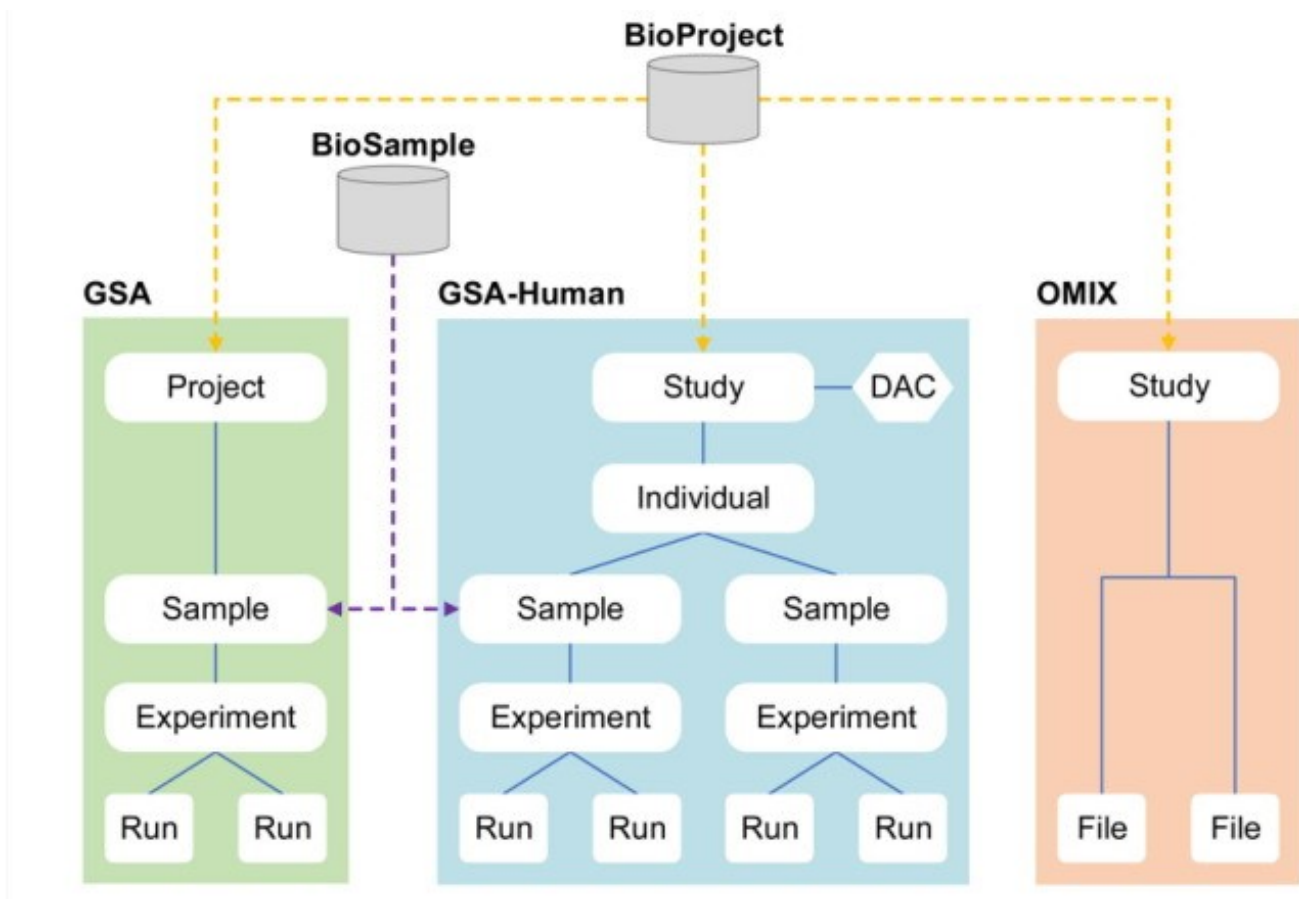 BioProject
BioSample
GSA
GSA-Human
OMIX
Project
Study
DAC
Study
Individual
Sample
Sample
Sample
Experiment
Experiment
Experiment
Run
Run
Run
Run
Run
Run
File
File